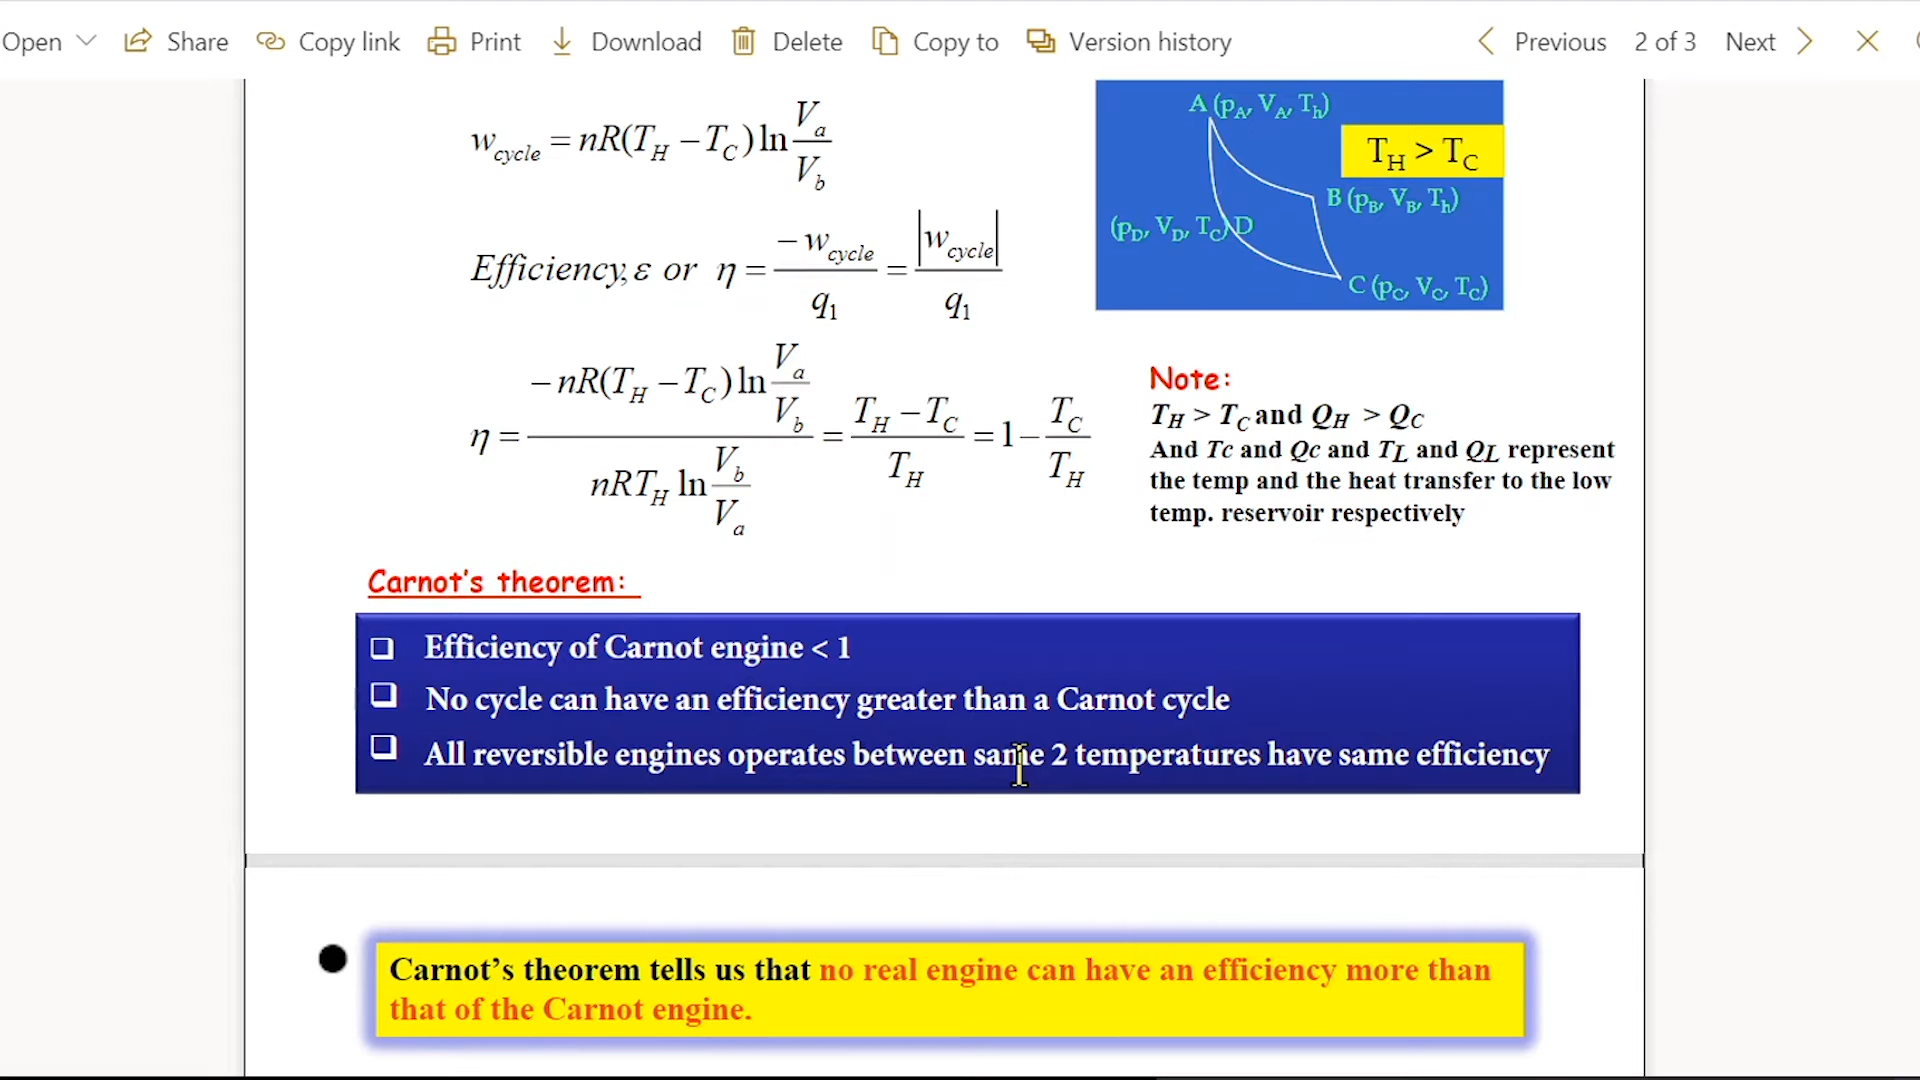 Open Share Copy link Print Download Delete Copy to Version history Previous 2 of 3 Next
w_cycle = nR(T_H − T_C) ln V_a/V_b
Efficiency, ε or η = −w_cycle/q_1 = |w_cycle|/q_1
η = −nR(T_H − T_C) ln V_a/V_b / nRT_H ln V_b/V_a = T_H − T_C/T_H = 1 − T_C/T_H
A (p_A, V_A, T_h)
T_H > T_C
B (p_B, V_B, T_h)
(p_D, V_D, T_C) D
C (p_C, V_C, T_C)
Note:
T_H > T_C and Q_H > Q_C
And Tc and Qc and T_L and Q_L represent
the temp and the heat transfer to the low
temp. reservoir respectively
Carnot's theorem:
❑ Efficiency of Carnot engine < 1
❑ No cycle can have an efficiency greater than a Carnot cycle
❑ All reversible engines operates between same 2 temperatures have same efficiency
● Carnot's theorem tells us that no real engine can have an efficiency more than
that of the Carnot engine.